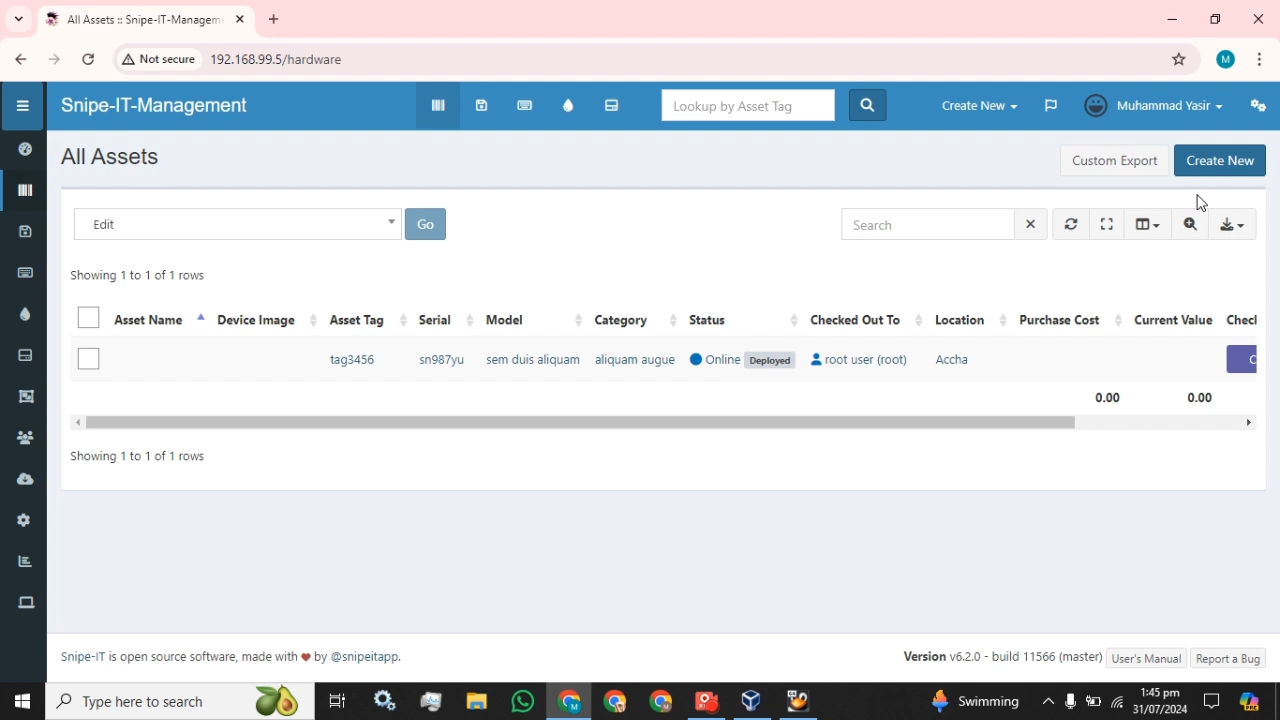 All Assets :: Snipe-IT-Managem
Not secure 192.168.99.5/hardware
M
Snipe-IT-Management
Lookup by Asset Tag
Create New
Muhammad Yasir
All Assets
Custom Export
Create New
Edit
Go
Search
Showing 1 to 1 of 1 rows
Asset Name Device Image Asset Tag Serial Model Category Status Checked Out To Location Purchase Cost Current Value Checl
tag3456 sn987yu sem duis aliquam aliquam augue Online Deployed root user (root) Accha C
0.00 0.00
Showing 1 to 1 of 1 rows
Snipe-IT is open source software, made with ❤ by @snipeitapp.
Version v6.2.0 - build 11566 (master) User's Manual Report a Bug
Type here to search
Swimming
1:45 pm
31/07/2024